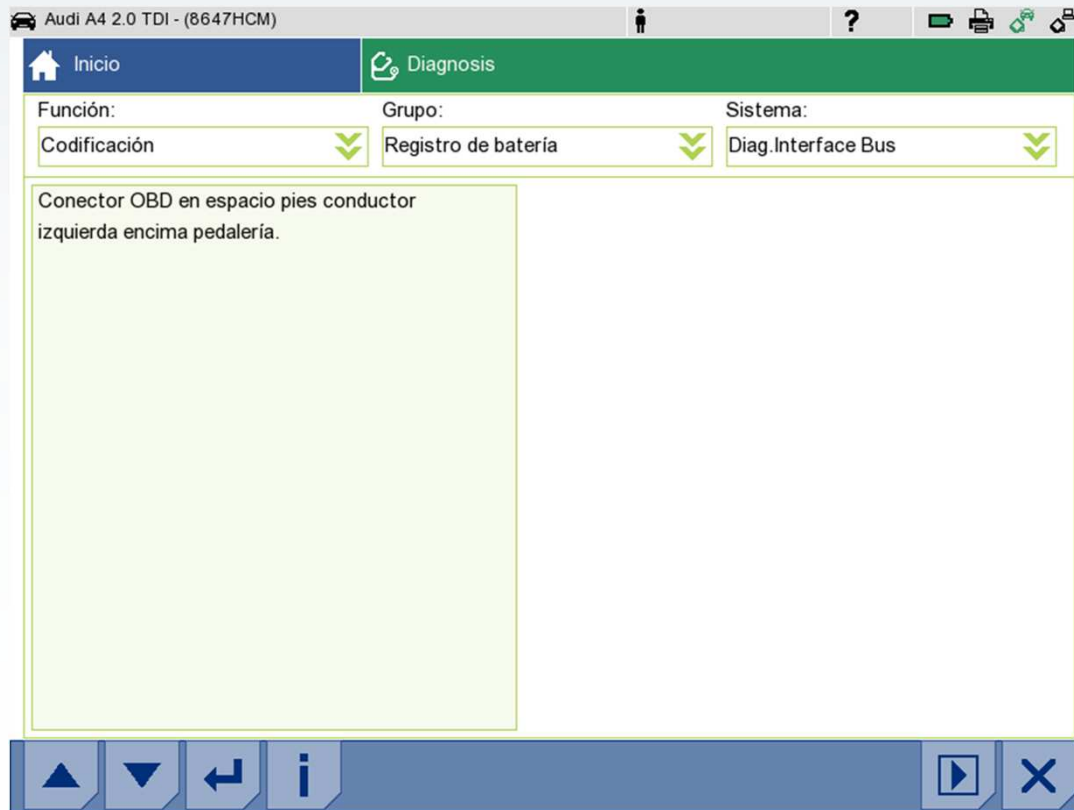 Audi A4 2.0 TDI - (8647HCM)
?
Inicio
Diagnosis
Función:
Grupo:
Sistema:
Codificación
Registro de batería
Diag.Interface Bus
Conector OBD en espacio pies conductor
izquierda encima pedalería.
i